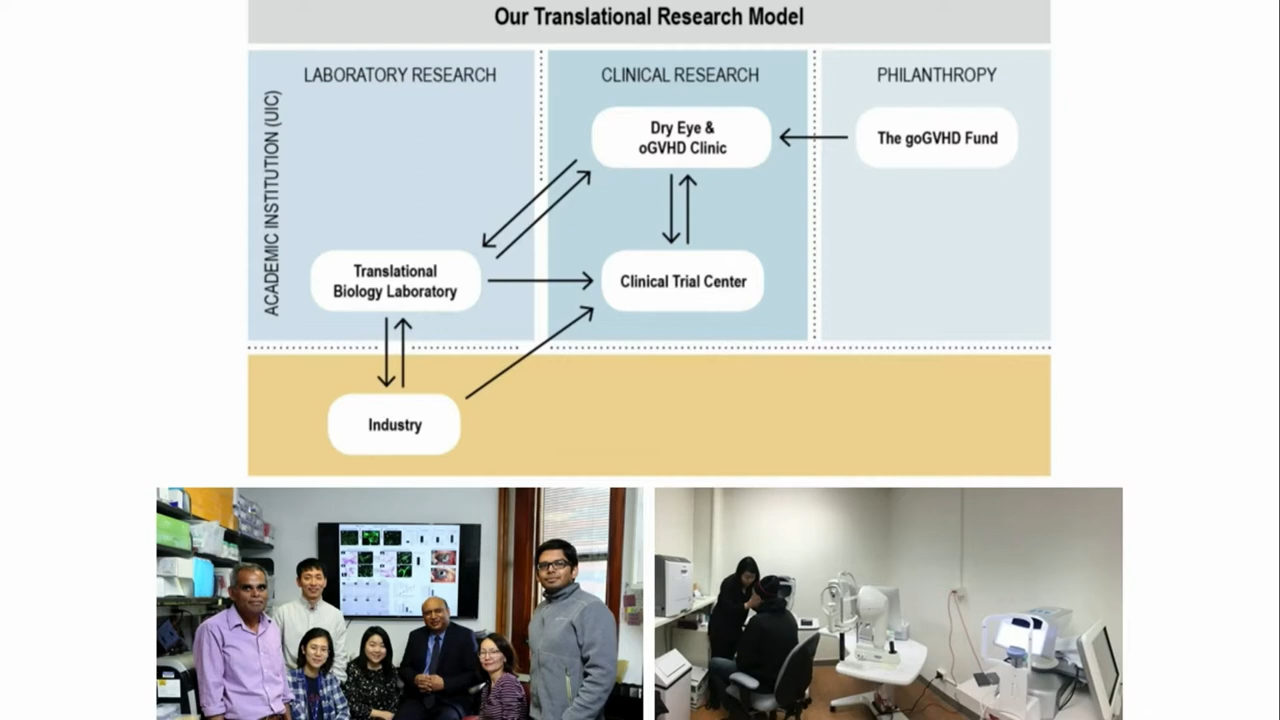 Our Translational Research Model
LABORATORY RESEARCH
CLINICAL RESEARCH
PHILANTHROPY
ACADEMIC INSTITUTION (UIC)
Dry Eye &
oGVHD Clinic
The goGVHD Fund
Translational
Biology Laboratory
Clinical Trial Center
Industry